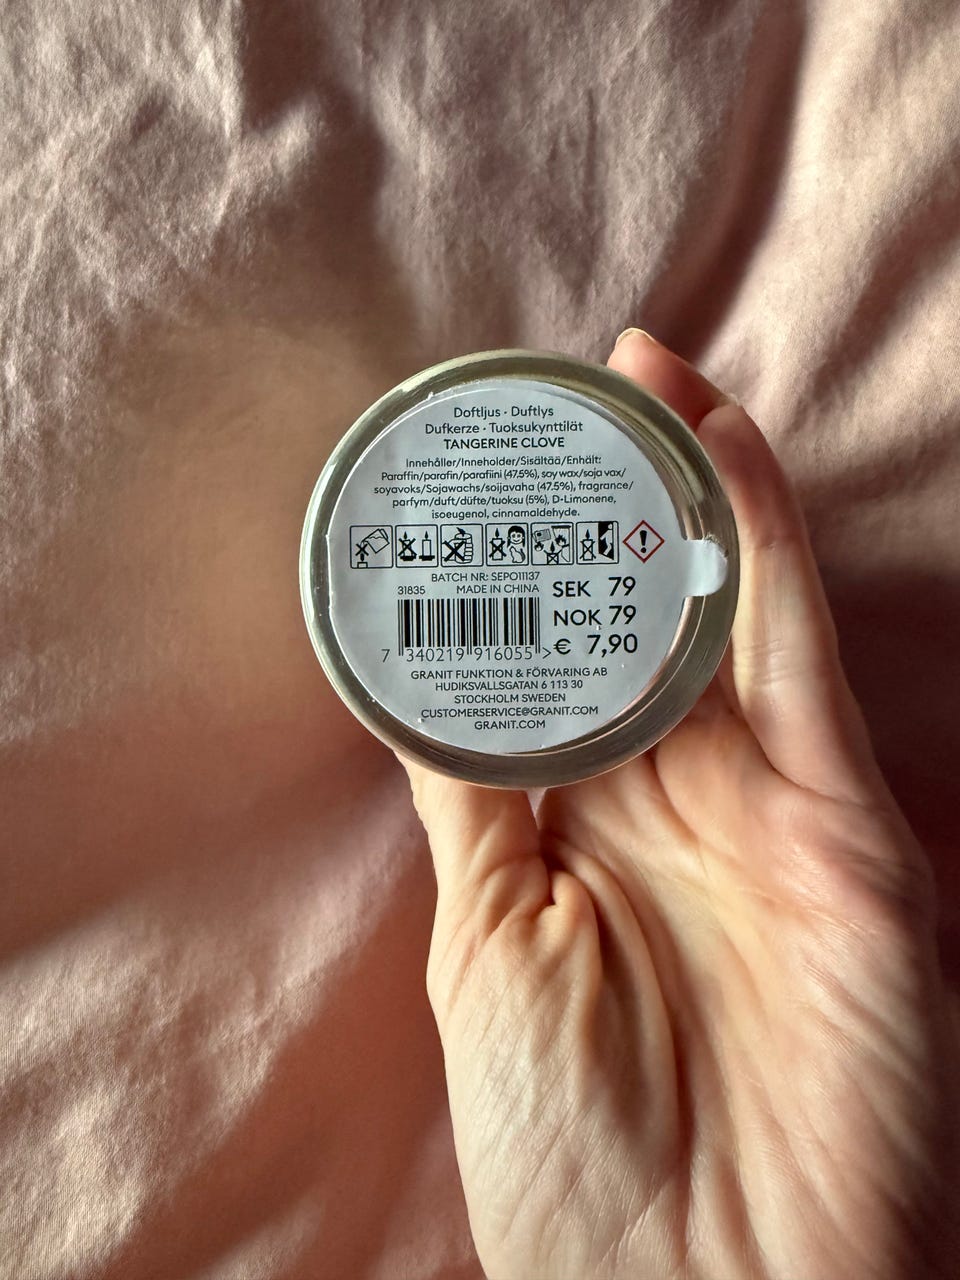 Doftljus · Duftlys
Dufkerze · Tuoksukynttilät
TANGERINE CLOVE
Innehåller/Inneholder/Sisältää/Enhält:
Paraffin/parafin/parafiini (47.5%), soy wax/soja vax/
soyavoks/Sojawachs/soijavaha (47.5%), fragrance/
parfym/duft/düfte/tuoksu (5%), D-Limonene,
isoeugenol, cinnamaldehyde.
BATCH NR: SEPO11137
31835 MADE IN CHINA
SEK 79
NOK 79
€ 7,90
7 340219 916055 >
GRANIT FUNKTION & FÖRVARING AB
HUDIKSVALLSGATAN 6 113 30
STOCKHOLM SWEDEN
CUSTOMERSERVICE@GRANIT.COM
GRANIT.COM